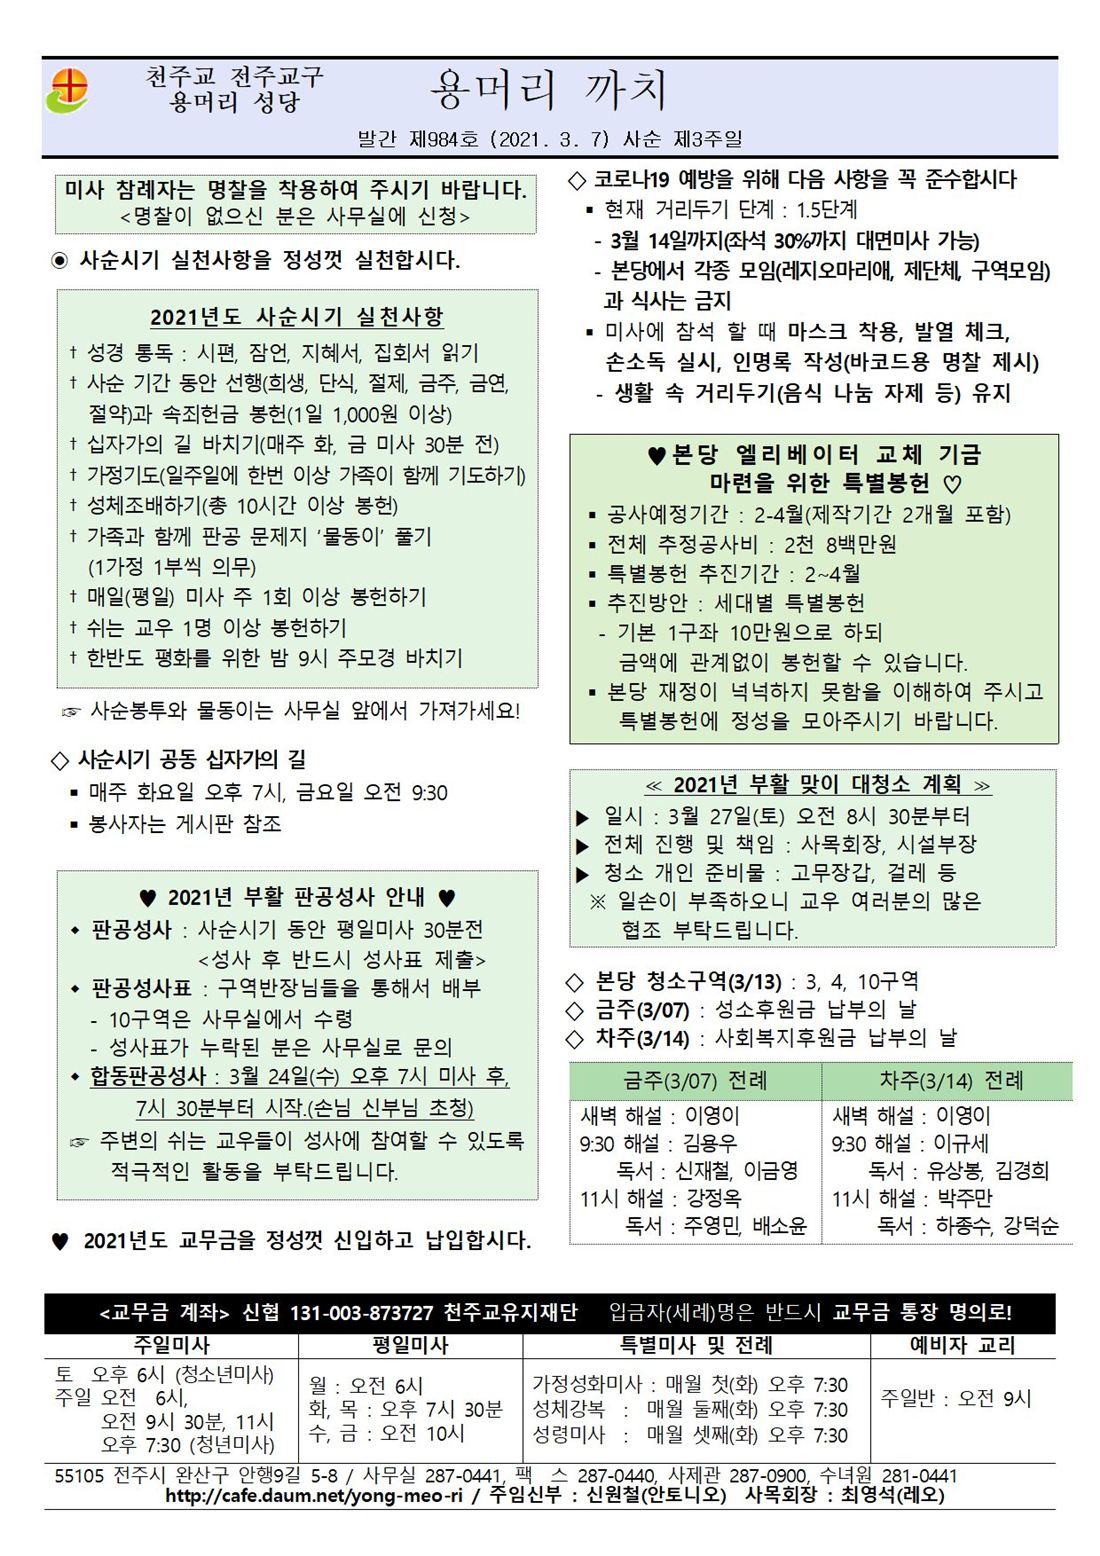 천주교 전주교구
용머리 성당
용머리 까치
발간 제984호 (2021. 3. 7) 사순 제3주일
미사 참례자는 명찰을 착용하여 주시기 바랍니다.
<명찰이 없으신 분은 사무실에 신청>
◉ 사순시기 실천사항을 정성껏 실천합시다.
2021년도 사순시기 실천사항
† 성경 통독 : 시편, 잠언, 지혜서, 집회서 읽기
† 사순 기간 동안 선행(희생, 단식, 절제, 금주, 금연,
절약)과 속죄헌금 봉헌(1일 1,000원 이상)
† 십자가의 길 바치기(매주 화, 금 미사 30분 전)
† 가정기도(일주일에 한번 이상 가족이 함께 기도하기)
† 성체조배하기(총 10시간 이상 봉헌)
† 가족과 함께 판공 문제지 ‘물동이’ 풀기
(1가정 1부씩 의무)
† 매일(평일) 미사 주 1회 이상 봉헌하기
† 쉬는 교우 1명 이상 봉헌하기
† 한반도 평화를 위한 밤 9시 주모경 바치기
☞ 사순봉투와 물동이는 사무실 앞에서 가져가세요!
◇ 사순시기 공동 십자가의 길
▪ 매주 화요일 오후 7시, 금요일 오전 9:30
▪ 봉사자는 게시판 참조
♥ 2021년 부활 판공성사 안내 ♥
◆ 판공성사 : 사순시기 동안 평일미사 30분전
<성사 후 반드시 성사표 제출>
◆ 판공성사표 : 구역반장님들을 통해서 배부
- 10구역은 사무실에서 수령
- 성사표가 누락된 분은 사무실로 문의
◆ 합동판공성사 : 3월 24일(수) 오후 7시 미사 후,
7시 30분부터 시작.(손님 신부님 초청)
☞ 주변의 쉬는 교우들이 성사에 참여할 수 있도록
적극적인 활동을 부탁드립니다.
♥ 2021년도 교무금을 정성껏 신입하고 납입합시다.
◇ 코로나19 예방을 위해 다음 사항을 꼭 준수합시다
▪ 현재 거리두기 단계 : 1.5단계
- 3월 14일까지(좌석 30%까지 대면미사 가능)
- 본당에서 각종 모임(레지오마리애, 제단체, 구역모임)
과 식사는 금지
▪ 미사에 참석 할 때 마스크 착용, 발열 체크,
손소독 실시, 인명록 작성(바코드용 명찰 제시)
- 생활 속 거리두기(음식 나눔 자제 등) 유지
♥본당 엘리베이터 교체 기금
마련을 위한 특별봉헌 ♡
▪ 공사예정기간 : 2-4월(제작기간 2개월 포함)
▪ 전체 추정공사비 : 2천 8백만원
▪ 특별봉헌 추진기간 : 2~4월
▪ 추진방안 : 세대별 특별봉헌
- 기본 1구좌 10만원으로 하되
금액에 관계없이 봉헌할 수 있습니다.
▪ 본당 재정이 넉넉하지 못함을 이해하여 주시고
특별봉헌에 정성을 모아주시기 바랍니다.
≪ 2021년 부활 맞이 대청소 계획 ≫
▶ 일시 : 3월 27일(토) 오전 8시 30분부터
▶ 전체 진행 및 책임 : 사목회장, 시설부장
▶ 청소 개인 준비물 : 고무장갑, 걸레 등
※ 일손이 부족하오니 교우 여러분의 많은
협조 부탁드립니다.
◇ 본당 청소구역(3/13) : 3, 4, 10구역
◇ 금주(3/07) : 성소후원금 납부의 날
◇ 차주(3/14) : 사회복지후원금 납부의 날
금주(3/07) 전례
새벽 해설 : 이영이
9:30 해설 : 김용우
독서 : 신재철, 이금영
11시 해설 : 강정옥
독서 : 주영민, 배소윤
차주(3/14) 전례
새벽 해설 : 이영이
9:30 해설 : 이규세
독서 : 유상봉, 김경희
11시 해설 : 박주만
독서 : 하종수, 강덕순
<교무금 계좌> 신협 131-003-873727 천주교유지재단 입금자(세례)명은 반드시 교무금 통장 명의로!
주일미사
토 오후 6시 (청소년미사)
주일 오전 6시,
오전 9시 30분, 11시
오후 7:30 (청년미사)
평일미사
월 : 오전 6시
화, 목 : 오후 7시 30분
수, 금 : 오전 10시
특별미사 및 전례
가정성화미사 : 매월 첫(화) 오후 7:30
성체강복 : 매월 둘째(화) 오후 7:30
성령미사 : 매월 셋째(화) 오후 7:30
예비자 교리
주일반 : 오전 9시
55105 전주시 완산구 안행9길 5-8 / 사무실 287-0441, 팩 스 287-0440, 사제관 287-0900, 수녀원 281-0441
http://cafe.daum.net/yong-meo-ri / 주임신부 : 신원철(안토니오) 사목회장 : 최영석(레오)